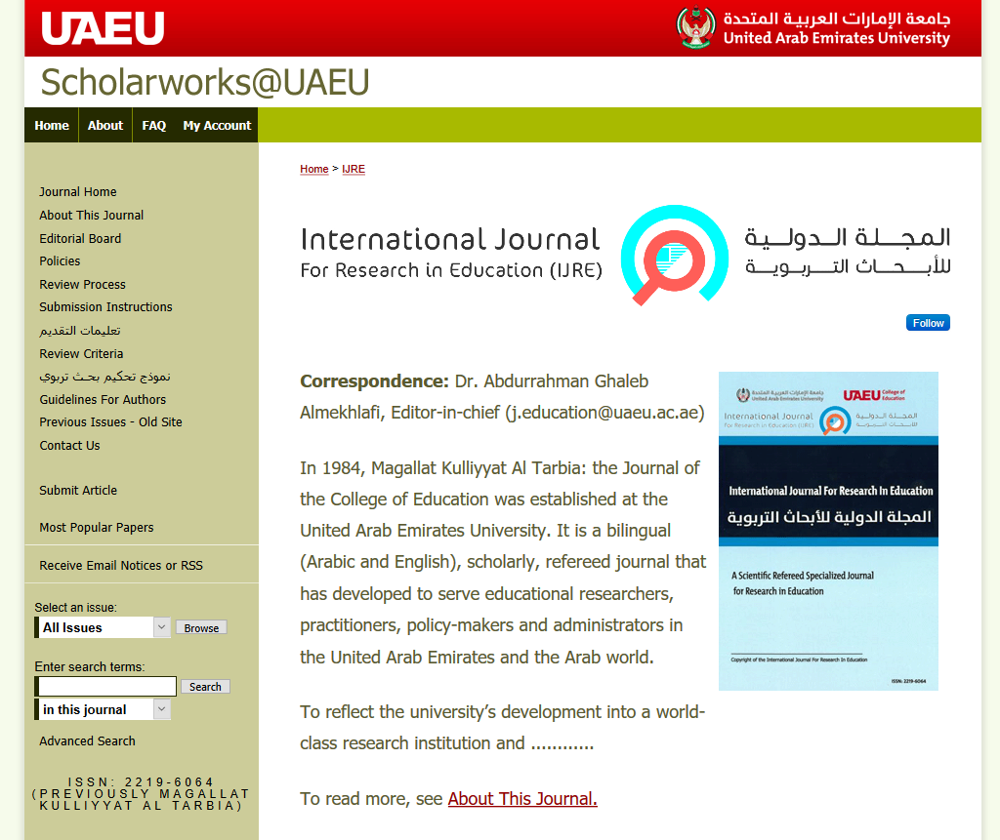 UAEU
جامعة الإمارات العربية المتحدة
United Arab Emirates University
Scholarworks@UAEU
Home About FAQ My Account
Home > IJRE
Journal Home
About This Journal
Editorial Board
Policies
Review Process
Submission Instructions
تعليمات التقديم
Review Criteria
نموذج تحكيم بحث تربوي
Guidelines For Authors
Previous Issues - Old Site
Contact Us
Submit Article
Most Popular Papers
Receive Email Notices or RSS
Select an issue:
All Issues Browse
Enter search terms:
Search
in this journal
Advanced Search
ISSN: 2219-6064
(PREVIOUSLY MAGALLAT
KULLIYYAT AL TARBIA)
International Journal
For Research in Education (IJRE)
المجلة الدولية
للأبحاث التربوية
Follow
Correspondence: Dr. Abdurrahman Ghaleb
Almekhlafi, Editor-in-chief (j.education@uaeu.ac.ae)
In 1984, Magallat Kulliyyat Al Tarbia: the Journal of
the College of Education was established at the
United Arab Emirates University. It is a bilingual
(Arabic and English), scholarly, refereed journal that
has developed to serve educational researchers,
practitioners, policy-makers and administrators in
the United Arab Emirates and the Arab world.
To reflect the university’s development into a world-
class research institution and ............
To read more, see About This Journal.
جامعة الإمارات العربية المتحدة
United Arab Emirates University
UAEU College of
Education
International Journal
For Research in Education (IJRE)
المجلة الدولية
للأبحاث التربوية
International Journal For Research In Education
المجلة الدولية للأبحاث التربوية
A Scientific Refereed Specialized Journal
for Research in Education
Copyright of the International Journal For Research In Education
ISSN: 2219-6064